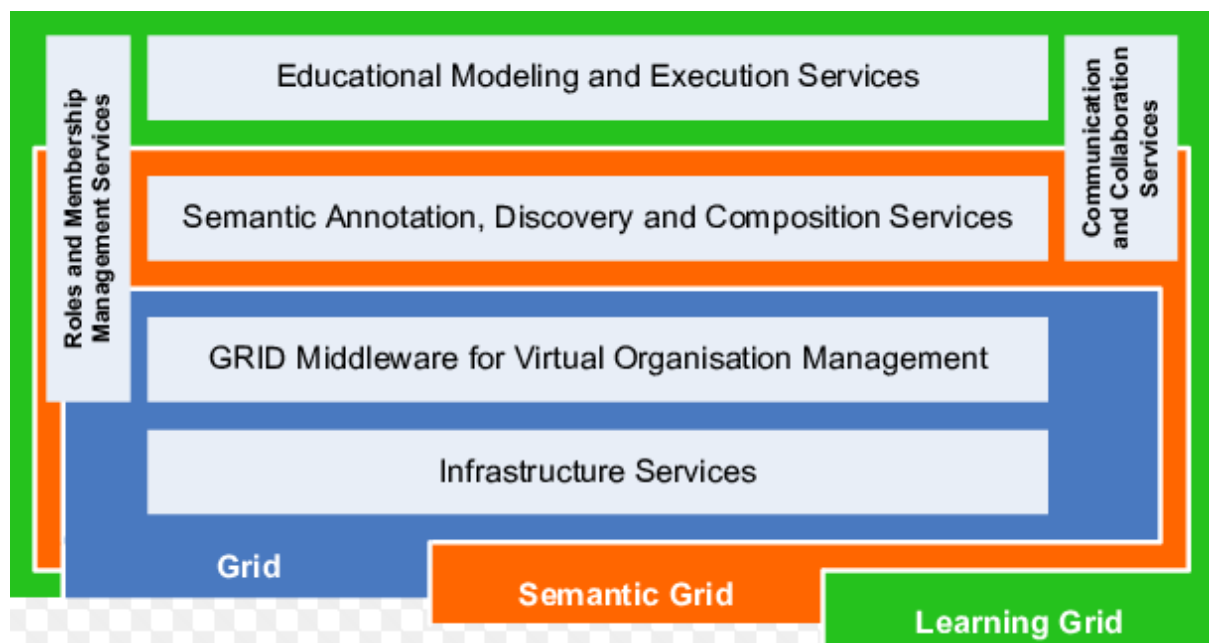 Educational Modeling and Execution Services
Roles and Membership
Management Services
Communication
and Collaboration
Services
Semantic Annotation, Discovery and Composition Services
GRID Middleware for Virtual Organisation Management
Infrastructure Services
Grid
Semantic Grid
Learning Grid